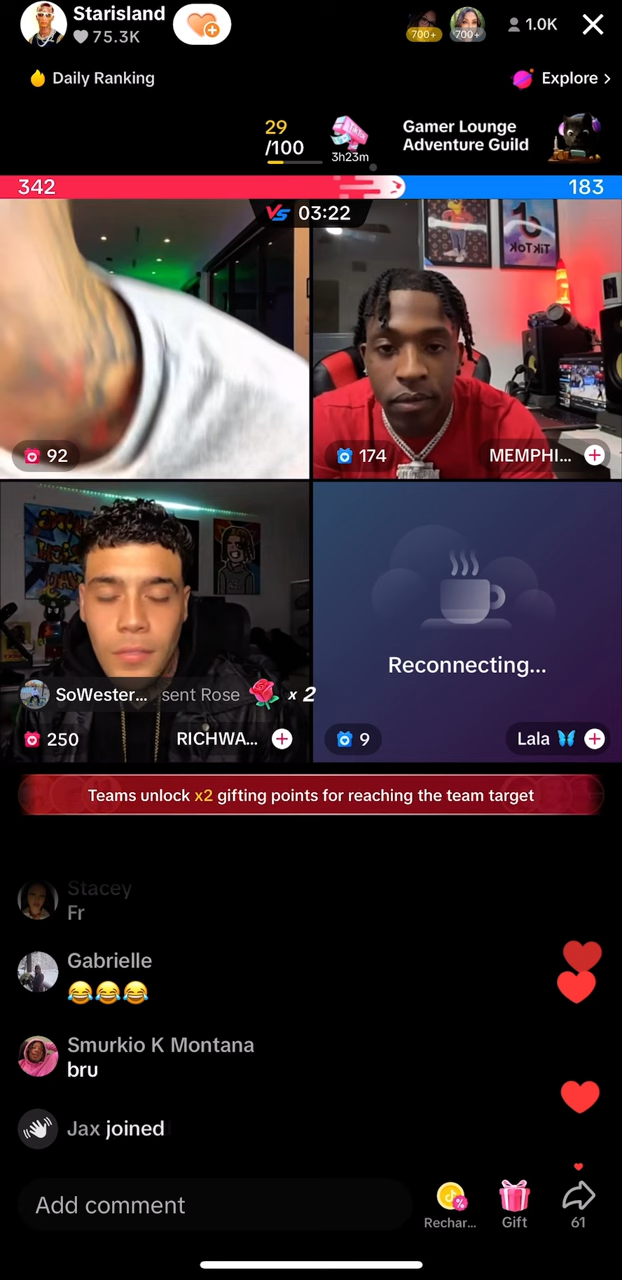 Starisland
75.3K
700+
700+
1.0K
Daily Ranking
Explore >
29
/100
3h23m
Gamer Lounge
Adventure Guild
342
183
VS 03:22
TikTok
92
174
MEMPHI...
SoWester... sent Rose x 2
250
RICHWA...
Reconnecting...
9
Lala
Teams unlock x2 gifting points for reaching the team target
Stacey
Fr
Gabrielle
😂😂😂
Smurkio K Montana
bru
Jax joined
Add comment
Rechar...
Gift
61